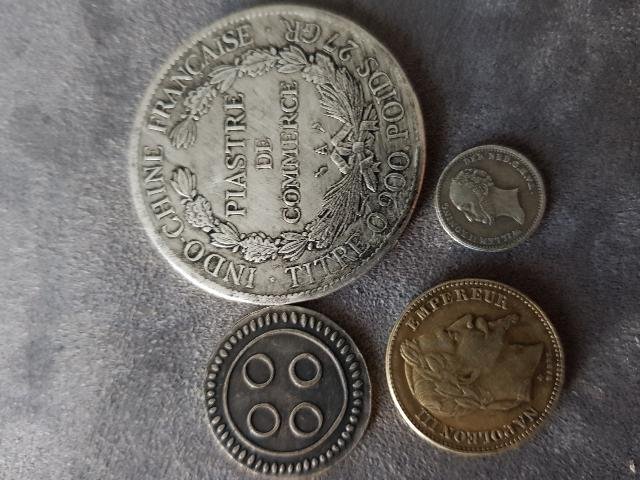 INDO-CHINE FRANÇAISE
PIASTRE
DE
COMMERCE
A
TITRE 0.900 POIDS 27 GR
NAPOLEON III EMPEREUR